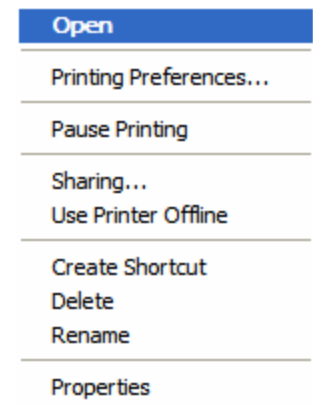 Open
Printing Preferences...
Pause Printing
Sharing...
Use Printer Offline
Create Shortcut
Delete
Rename
Properties